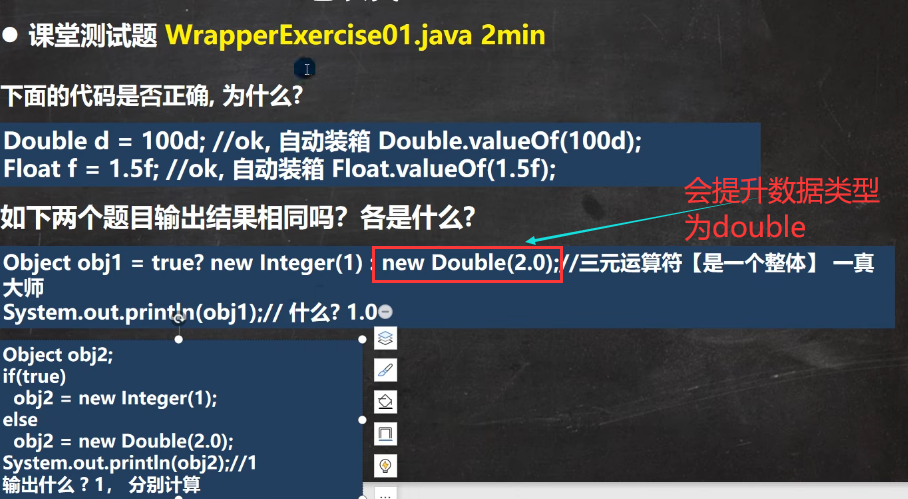 ● 课堂测试题 WrapperExercise01.java 2min
下面的代码是否正确, 为什么?
Double d = 100d; //ok, 自动装箱 Double.valueOf(100d);
Float f = 1.5f; //ok, 自动装箱 Float.valueOf(1.5f);
会提升数据类型
为double
如下两个题目输出结果相同吗？各是什么?
Object obj1 = true? new Integer(1) : new Double(2.0);//三元运算符【是一个整体】 一真
大师
System.out.println(obj1);// 什么? 1.0
Object obj2;
if(true)
obj2 = new Integer(1);
else
obj2 = new Double(2.0);
System.out.println(obj2);//1
输出什么 ? 1， 分别计算